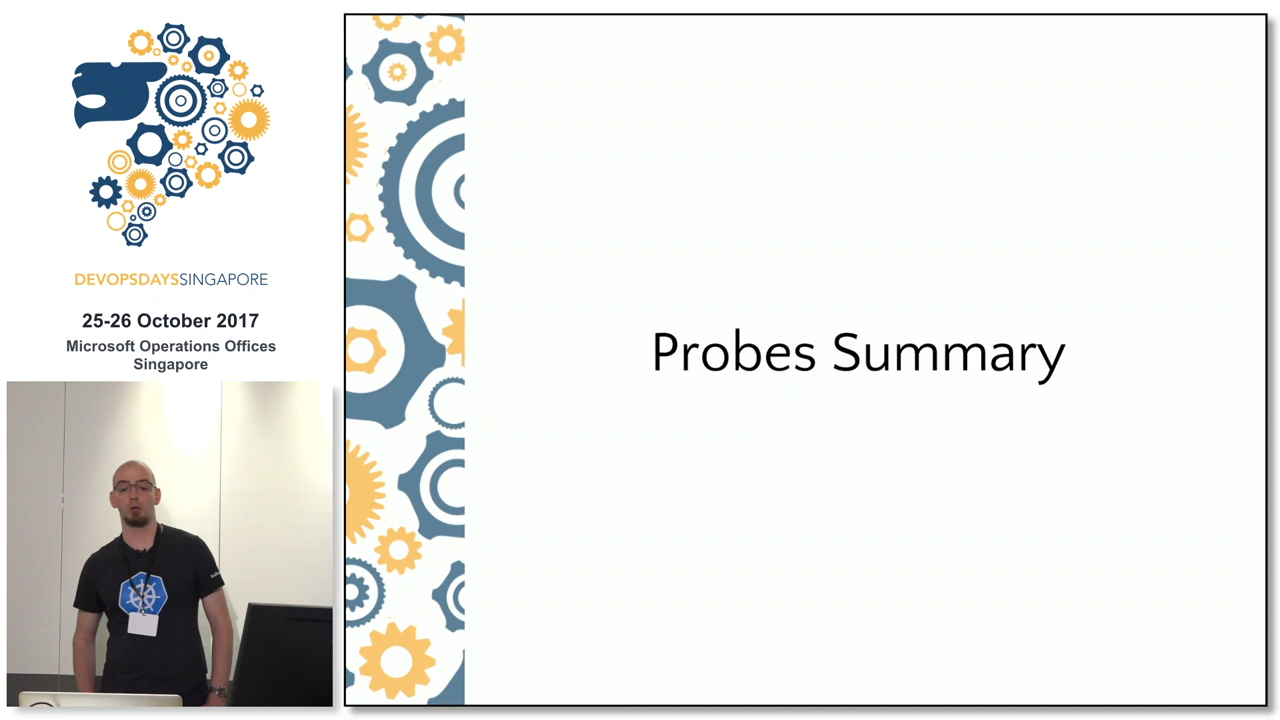 DEVOPSDAYSSINGAPORE
25-26 October 2017
Microsoft Operations Offices
Singapore
Probes Summary